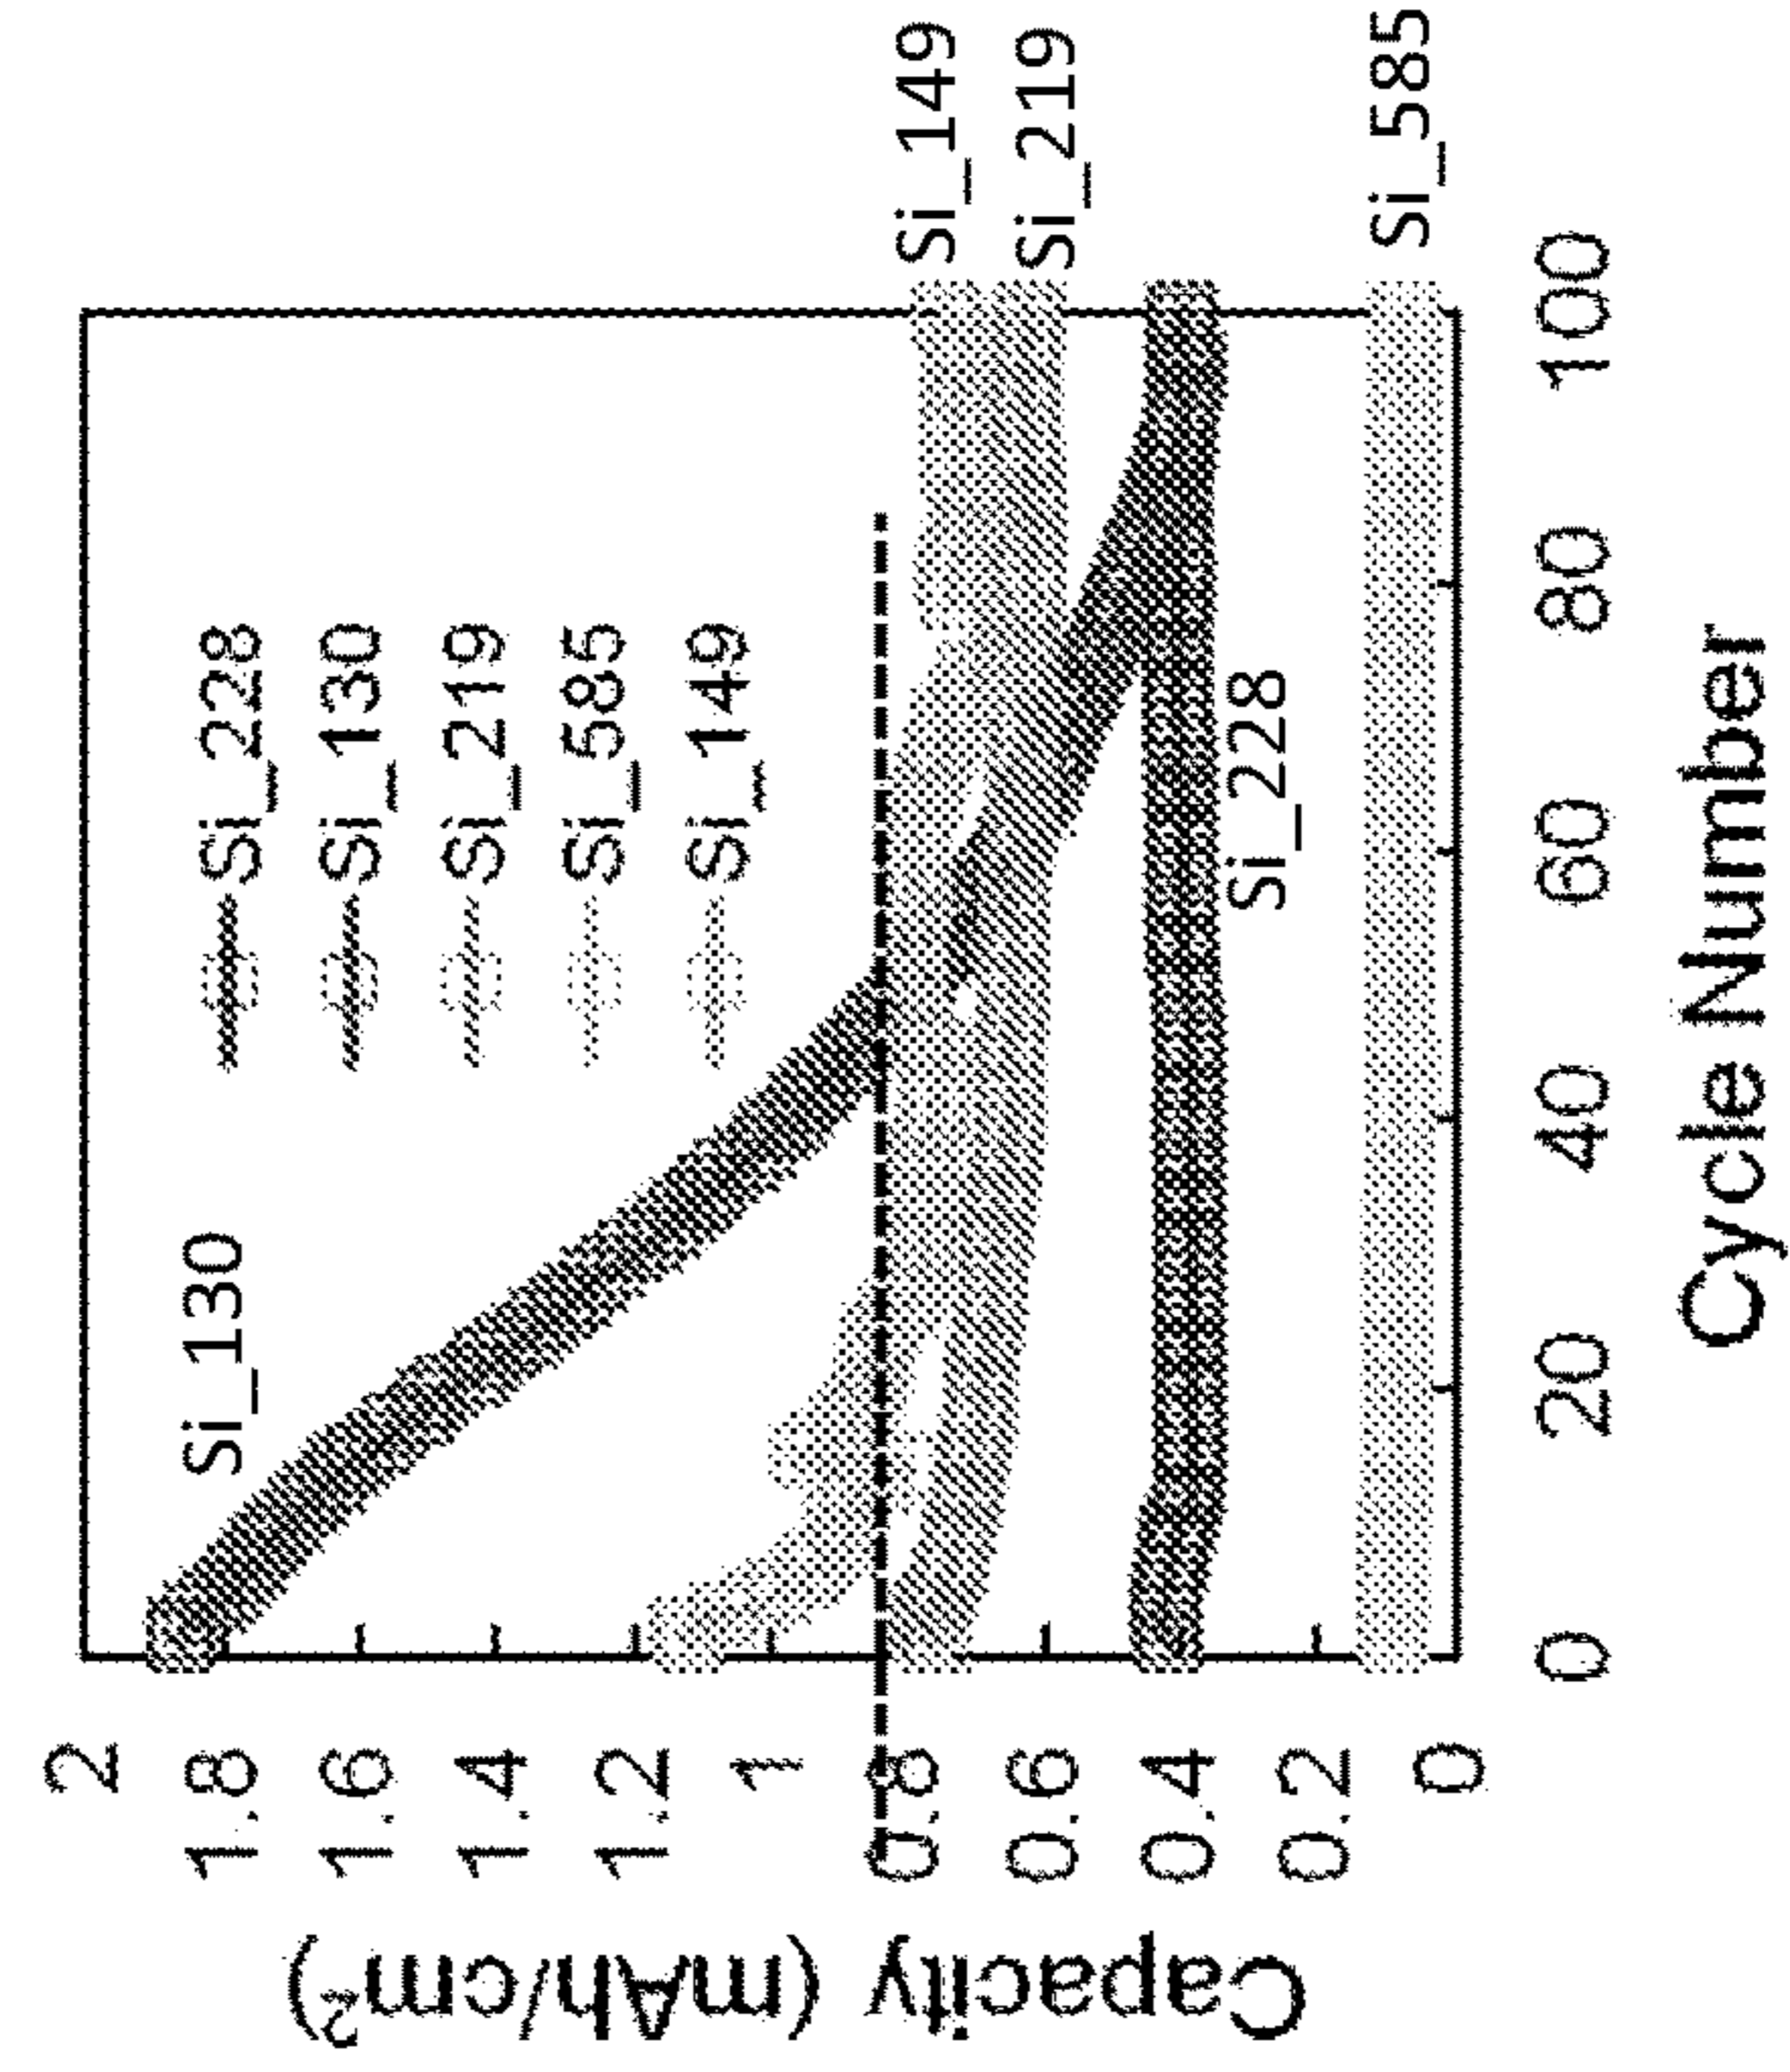 Capacity (mAh/cm²)
2
1.8
1.6
1.4
1.2
1
0.8
0.6
0.4
0.2
0
Si_130
Si_228
Si_130
Si_219
Si_585
Si_149
Si_149
Si_219
Si_228
Si_585
0 20 40 60 80 100
Cycle Number